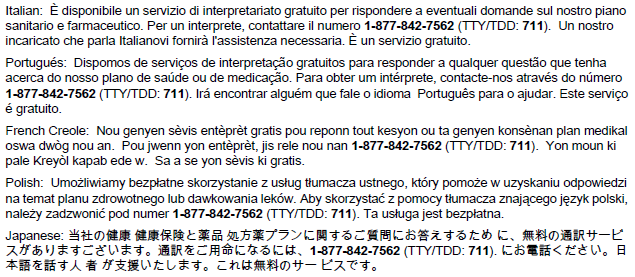 Italian: È disponibile un servizio di interpretariato gratuito per rispondere a eventuali domande sul nostro piano
sanitario e farmaceutico. Per un interprete, contattare il numero 1-877-842-7562 (TTY/TDD: 711). Un nostro
incaricato che parla Italianovi fornirà l'assistenza necessaria. È un servizio gratuito.
Portugués: Dispomos de serviços de interpretação gratuitos para responder a qualquer questão que tenha
acerca do nosso plano de saúde ou de medicação. Para obter um intérprete, contacte-nos através do número
1-877-842-7562 (TTY/TDD: 711). Irá encontrar alguém que fale o idioma Português para o ajudar. Este serviço
é gratuito.
French Creole: Nou genyen sèvis entèprèt gratis pou reponn tout kesyon ou ta genyen konsènan plan medikal
oswa dwòg nou an. Pou jwenn yon entèprèt, jis rele nou nan 1-877-842-7562 (TTY/TDD: 711). Yon moun ki
pale Kreyòl kapab ede w. Sa a se yon sèvis ki gratis.
Polish: Umożliwiamy bezpłatne skorzystanie z usług tłumacza ustnego, który pomoże w uzyskaniu odpowiedzi
na temat planu zdrowotnego lub dawkowania leków. Aby skorzystać z pomocy tłumacza znającego język polski,
należy zadzwonić pod numer 1-877-842-7562 (TTY/TDD: 711). Ta usługa jest bezpłatna.
Japanese: 当社の健康 健康保険と薬品 処方薬プランに関するご質問にお答えするため に、無料の通訳サービ
スがありますございます。通訳をご用命になるには、1-877-842-7562 (TTY/TDD: 711). にお電話ください。日
本語を話す人 者 が支援いたします。これは無料のサー ビスです。